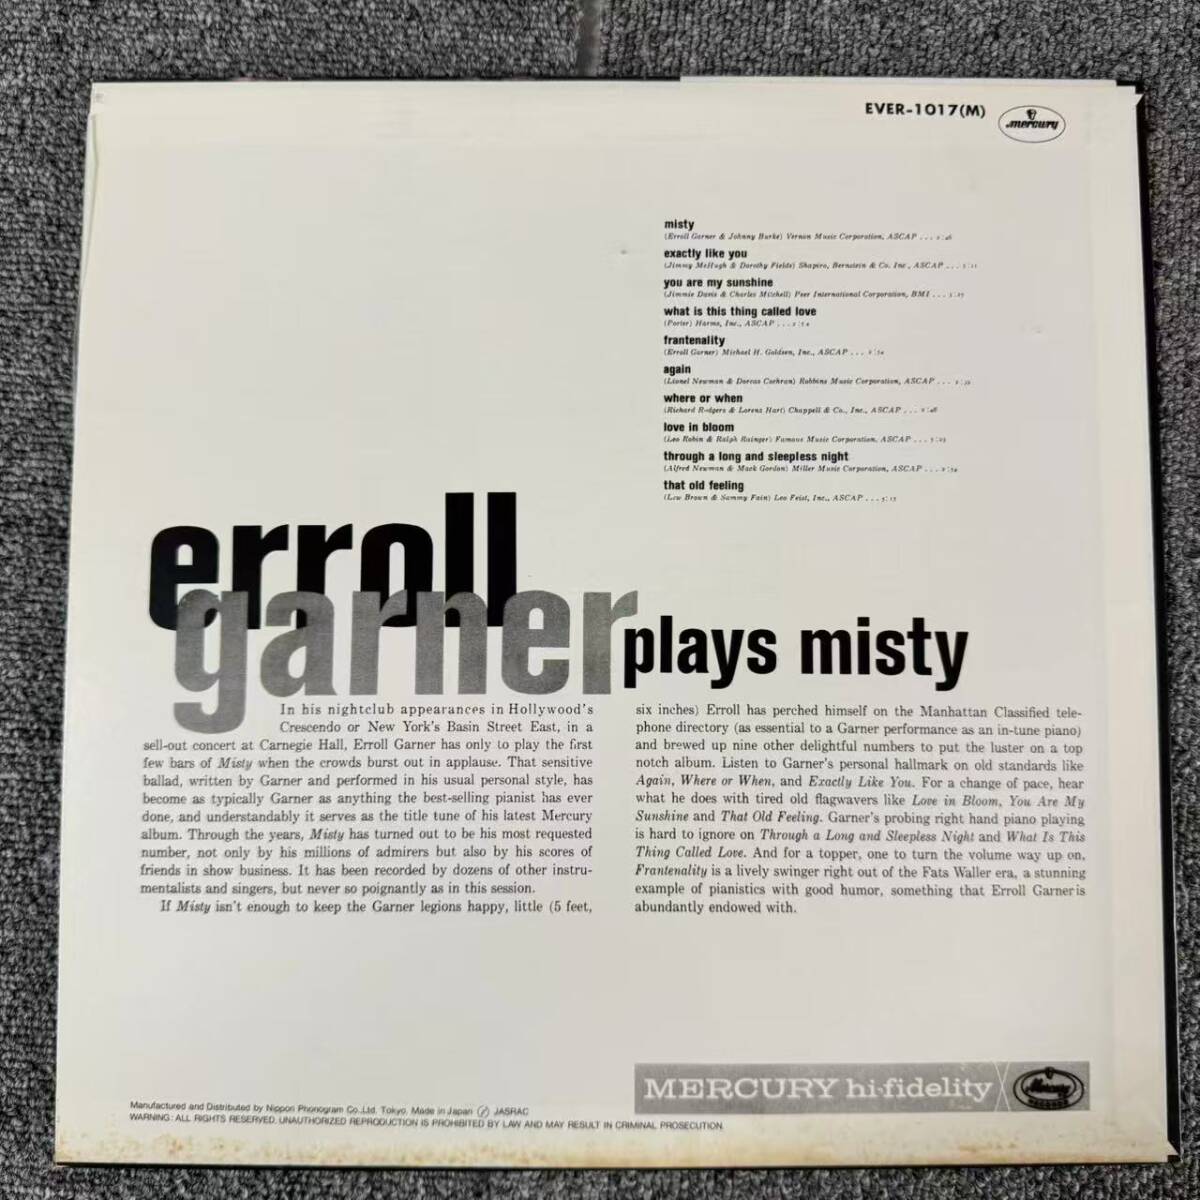 EVER-1017(M)
mercury
misty
(Erroll Garner & Johnny Burke) Vernon Music Corporation, ASCAP . . . 2:46
exactly like you
(Jimmy McHugh & Dorothy Fields) Shapiro, Bernstein & Co. Inc., ASCAP . . .
you are my sunshine
(Jimmie Davis & Charles Mitchell) Peer International Corporation, BMI . . .
what is this thing called love
(Porter) Harms, Inc., ASCAP . . .
frantenality
(Erroll Garner) Michael H. Goldsen, Inc., ASCAP . . .
again
(Lionel Newman & Dorcas Cochran) Robbins Music Corporation, ASCAP . . .
where or when
(Richard Rodgers & Lorenz Hart) Chappell & Co., Inc., ASCAP . . .
love in bloom
(Leo Robin & Ralph Rainger) Famous Music Corporation, ASCAP . . .
through a long and sleepless night
(Alfred Newman & Mack Gordon) Miller Music Corporation, ASCAP . . .
that old feeling
(Lew Brown & Sammy Fain) Leo Feist, Inc., ASCAP . . .
erroll
garner plays misty
In his nightclub appearances in Hollywood's
Crescendo or New York's Basin Street East, in a
sell-out concert at Carnegie Hall, Erroll Garner has only to play the first
few bars of Misty when the crowds burst out in applause. That sensitive
ballad, written by Garner and performed in his usual personal style, has
become as typically Garner as anything the best-selling pianist has ever
done, and understandably it serves as the title tune of his latest Mercury
album. Through the years, Misty has turned out to be his most requested
number, not only by his millions of admirers but also by his scores of
friends in show business. It has been recorded by dozens of other instru-
mentalists and singers, but never so poignantly as in this session.
If Misty isn't enough to keep the Garner legions happy, little (5 feet,
six inches) Erroll has perched himself on the Manhattan Classified tele-
phone directory (as essential to a Garner performance as an in-tune piano)
and brewed up nine other delightful numbers to put the luster on a top
notch album. Listen to Garner's personal hallmark on old standards like
Again, Where or When, and Exactly Like You. For a change of pace, hear
what he does with tired old flagwavers like Love in Bloom, You Are My
Sunshine and That Old Feeling. Garner's probing right hand piano playing
is hard to ignore on Through a Long and Sleepless Night and What Is This
Thing Called Love. And for a topper, one to turn the volume way up on,
Frantenality is a lively swinger right out of the Fats Waller era, a stunning
example of pianistics with good humor, something that Erroll Garner is
abundantly endowed with.
MERCURY hi-fidelity
Mercury
RECORDS
Manufactured and Distributed by Nippon Phonogram Co., Ltd. Tokyo. Made in Japan Ⓟ JASRAC
WARNING: ALL RIGHTS RESERVED. UNAUTHORIZED REPRODUCTION IS PROHIBITED BY LAW AND MAY RESULT IN CRIMINAL PROSECUTION.